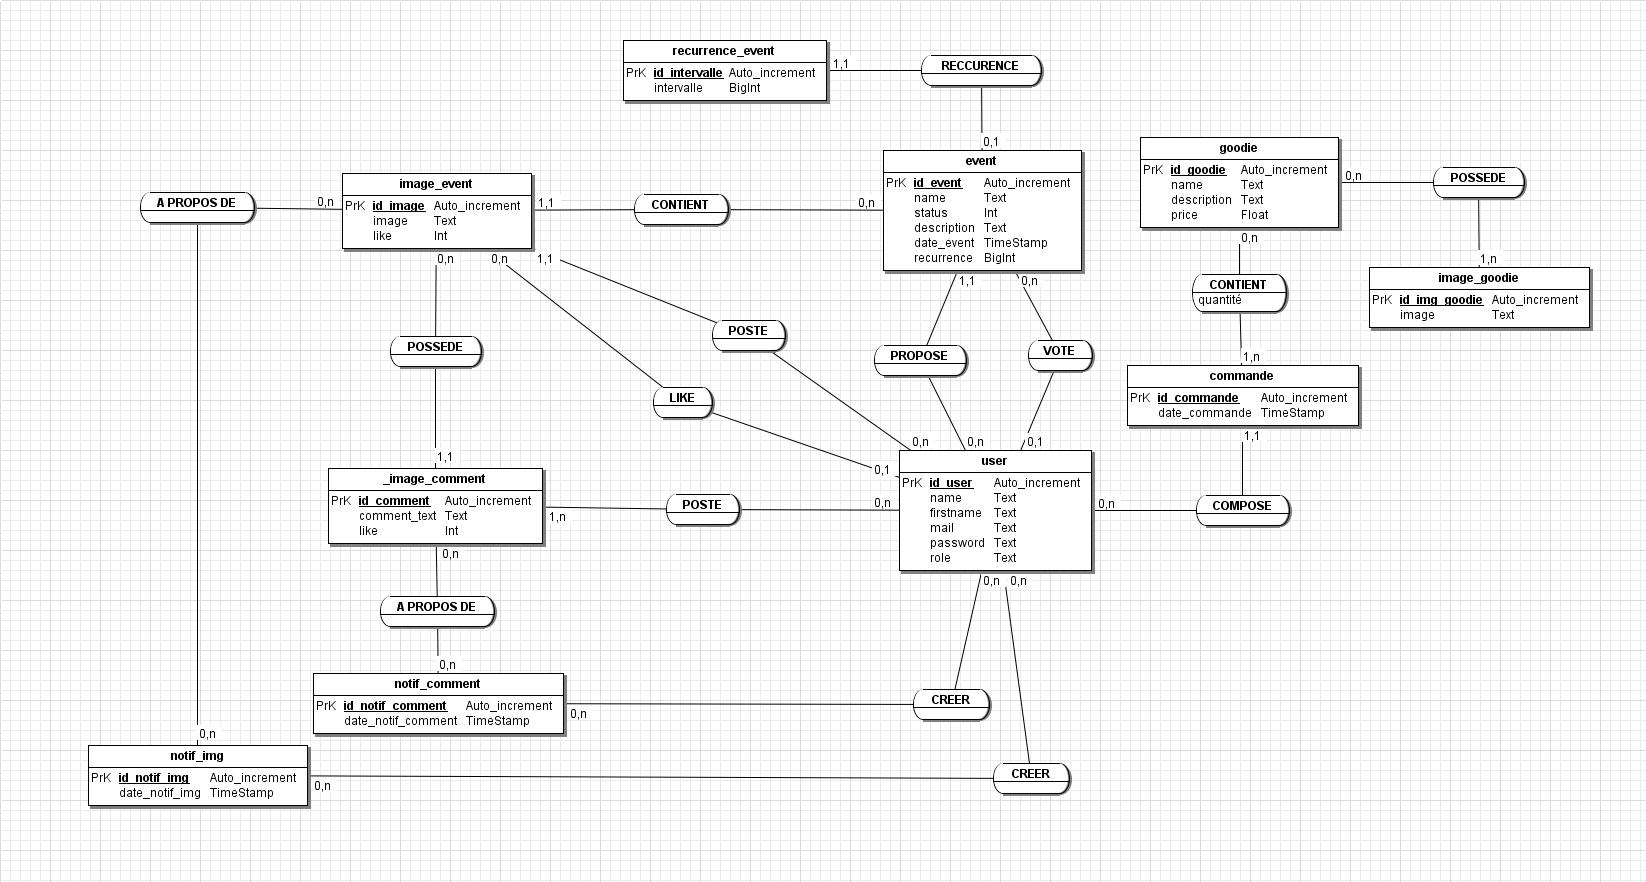 recurrence_event
PrK id_intervalle Auto_increment
intervalle BigInt
1,1
RECCURENCE
0,1
event
PrK id_event Auto_increment
name Text
status Int
description Text
date_event TimeStamp
recurrence BigInt
goodie
PrK id_goodie Auto_increment
name Text
description Text
price Float
0,n
POSSEDE
1,n
image_goodie
PrK id_img_goodie Auto_increment
image Text
0,n
CONTIENT
quantité
1,n
commande
PrK id_commande Auto_increment
date_commande TimeStamp
1,1
COMPOSE
0,n
A PROPOS DE
0,n
image_event
PrK id_image Auto_increment
image Text
like Int
1,1
CONTIENT
0,n
0,n
0,n
1,1
1,1
0,n
POSSEDE
POSTE
PROPOSE
VOTE
LIKE
0,n
0,n
0,1
0,1
1,1
_image_comment
PrK id_comment Auto_increment
comment_text Text
like Int
1,n
POSTE
0,n
user
PrK id_user Auto_increment
name Text
firstname Text
mail Text
password Text
role Text
0,n
0,n
0,n
A PROPOS DE
0,n
notif_comment
PrK id_notif_comment Auto_increment
date_notif_comment TimeStamp
0,n
CREER
0,n
notif_img
PrK id_notif_img Auto_increment
date_notif_img TimeStamp
0,n
CREER